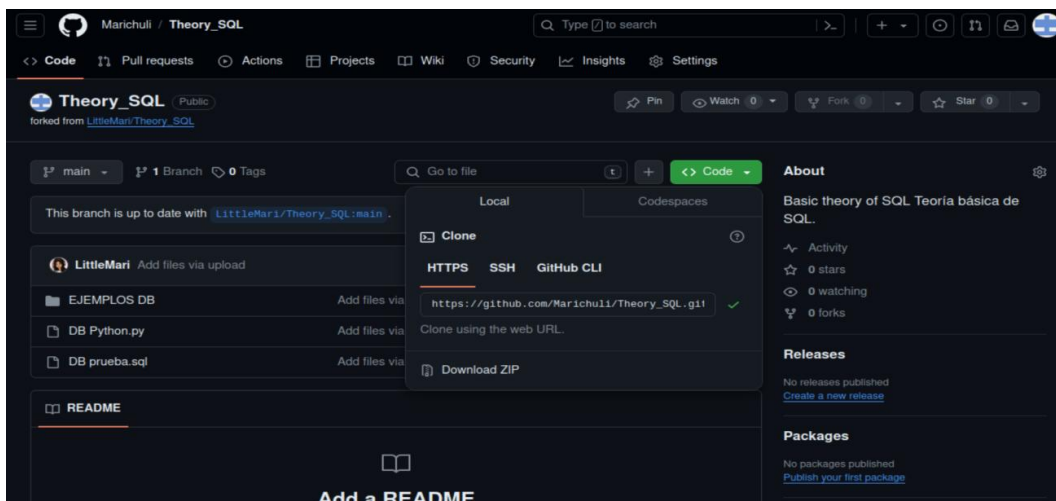 Marichuli / Theory_SQL
Type / to search
Code Pull requests Actions Projects Wiki Security Insights Settings
Theory_SQL Public
Pin Watch 0 Fork 0 Star 0
forked from LittleMari/Theory_SQL
main 1 Branch 0 Tags
Go to file t
Code
This branch is up to date with LittleMari/Theory_SQL:main .
LittleMari Add files via upload
EJEMPLOS DB Add files via
DB Python.py Add files via
DB prueba.sql Add files via
Local Codespaces
Clone
HTTPS SSH GitHub CLI
https://github.com/Marichuli/Theory_SQL.git
Clone using the web URL.
Download ZIP
README
Add a README
About
Basic theory of SQL Teoría básica de
SQL.
Activity
0 stars
0 watching
0 forks
Releases
No releases published
Create a new release
Packages
No packages published
Publish your first package